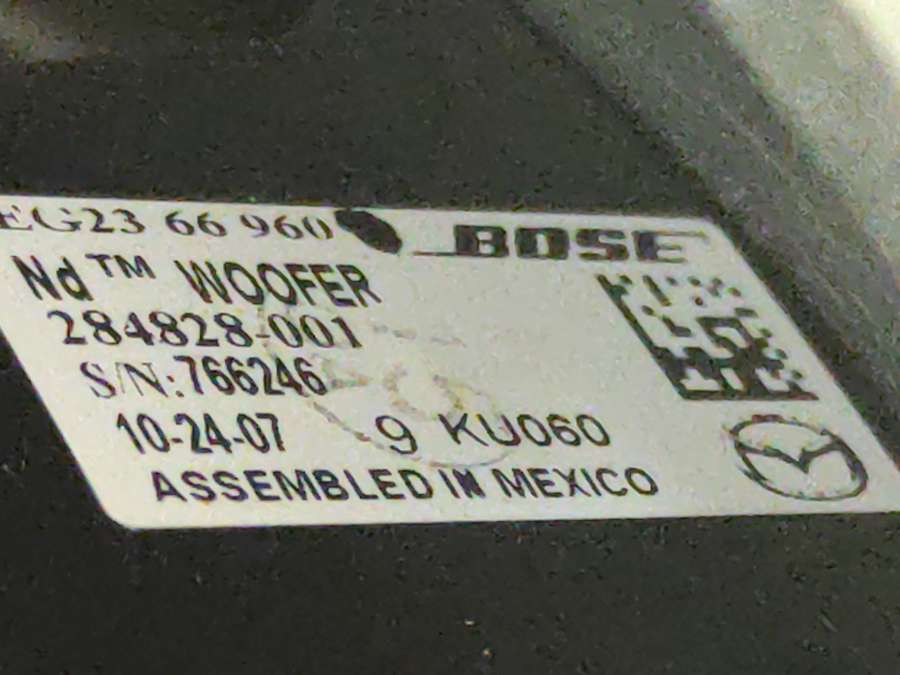 EG23 66 960
BOSE
Nd™ WOOFER
284828-001
S/N: 766246
10-24-07 9 KU060
ASSEMBLED IN MEXICO